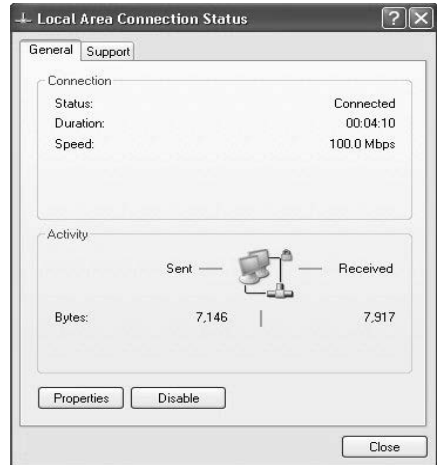 Local Area Connection Status
General Support
Connection
Status: Connected
Duration: 00:04:10
Speed: 100.0 Mbps
Activity
Sent Received
Bytes: 7,146 7,917
Properties Disable
Close